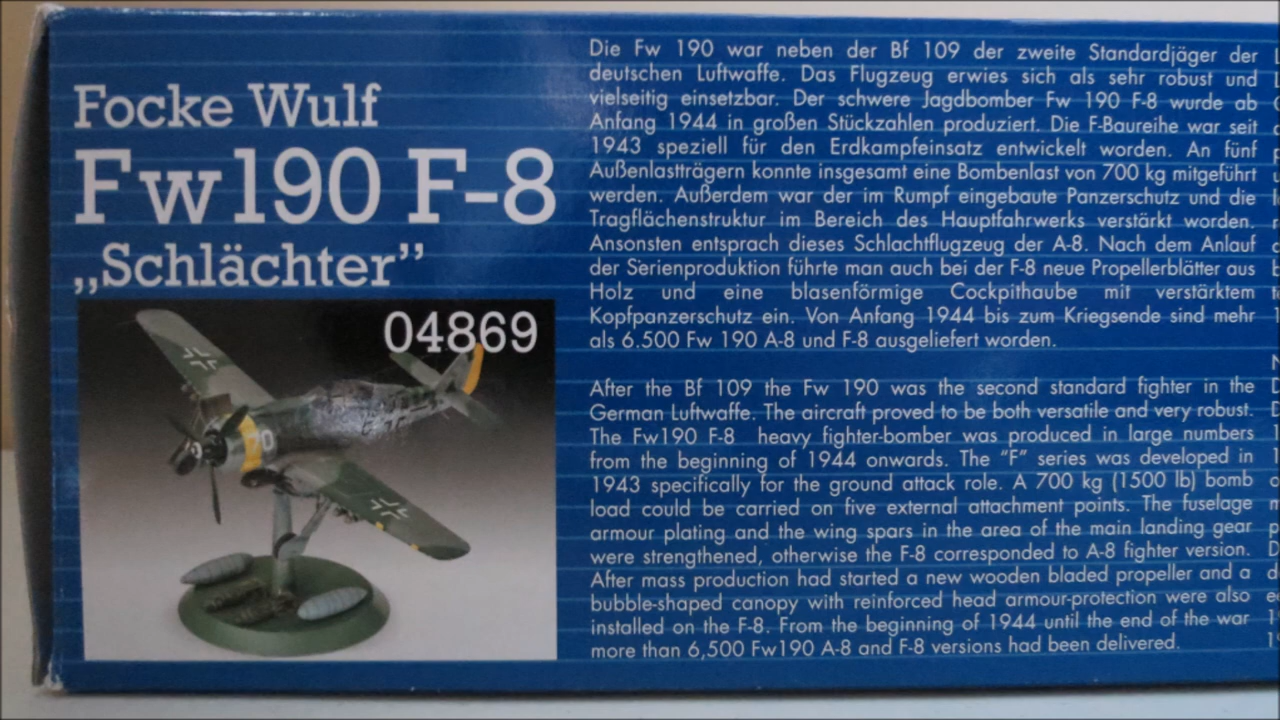 Focke Wulf
Fw190 F-8
„Schlächter”
04869
70
Die Fw 190 war neben der Bf 109 der zweite Standardjäger der
deutschen Luftwaffe. Das Flugzeug erwies sich als sehr robust und
vielseitig einsetzbar. Der schwere Jagdbomber Fw 190 F-8 wurde ab
Anfang 1944 in großen Stückzahlen produziert. Die F-Baureihe war seit
1943 speziell für den Erdkampfeinsatz entwickelt worden. An fünf
Außenlastträgern konnte insgesamt eine Bombenlast von 700 kg mitgeführt
werden. Außerdem war der im Rumpf eingebaute Panzerschutz und die
Tragflächenstruktur im Bereich des Hauptfahrwerks verstärkt worden.
Ansonsten entsprach dieses Schlachtflugzeug der A-8. Nach dem Anlauf
der Serienproduktion führte man auch bei der F-8 neue Propellerblätter aus
Holz und eine blasenförmige Cockpithaube mit verstärktem
Kopfpanzerschutz ein. Von Anfang 1944 bis zum Kriegsende sind mehr
als 6.500 Fw 190 A-8 und F-8 ausgeliefert worden.
After the Bf 109 the Fw 190 was the second standard fighter in the
German Luftwaffe. The aircraft proved to be both versatile and very robust.
The Fw190 F-8 heavy fighter-bomber was produced in large numbers
from the beginning of 1944 onwards. The “F” series was developed in
1943 specifically for the ground attack role. A 700 kg (1500 lb) bomb
load could be carried on five external attachment points. The fuselage
armour plating and the wing spars in the area of the main landing gear
were strengthened, otherwise the F-8 corresponded to A-8 fighter version.
After mass production had started a new wooden bladed propeller and a
bubble-shaped canopy with reinforced head armour-protection were also
installed on the F-8. From the beginning of 1944 until the end of the war
more than 6,500 Fw190 A-8 and F-8 versions had been delivered.